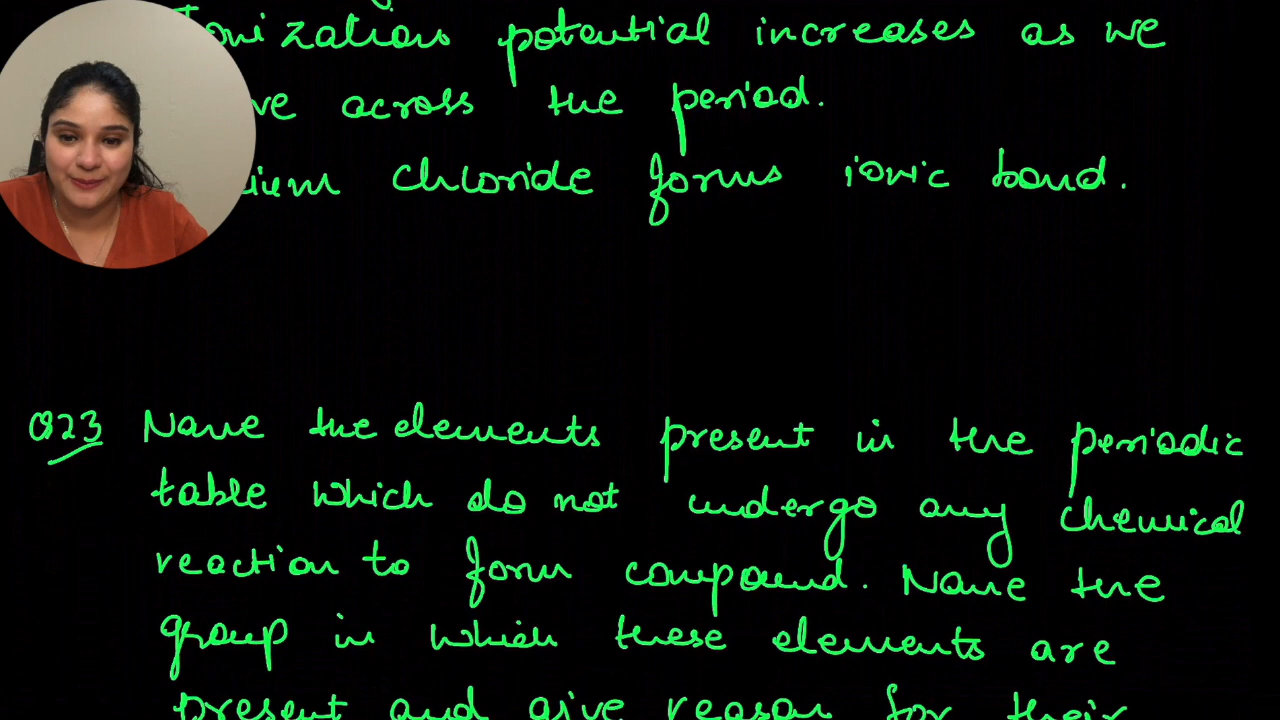 Ionization potential increases as we
ve across the period.
chloride forms ionic bond.
Q23 Name the elements present in the periodic
table which do not undergo any chemical
reaction to form compound. Name the
group in which these elements are
present and give reason for their